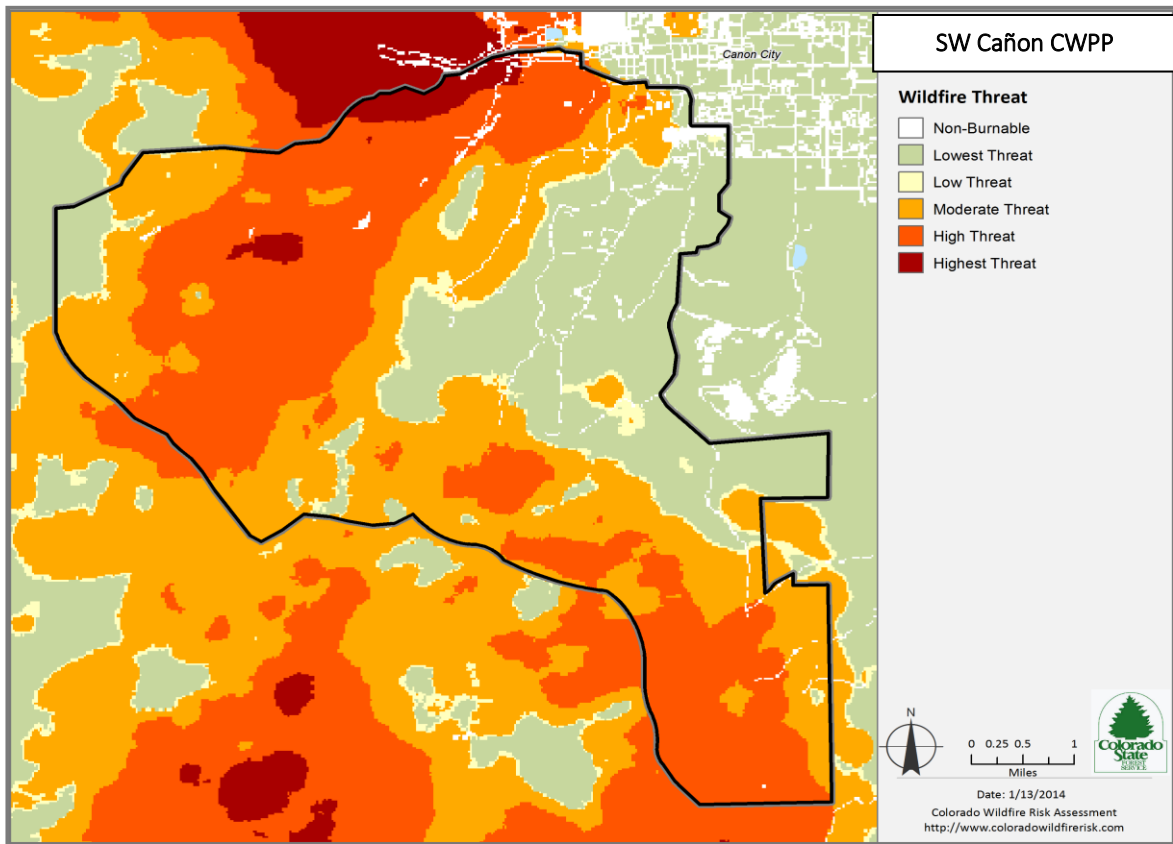 SW Cañon CWPP
Canon City
Wildfire Threat
Non-Burnable
Lowest Threat
Low Threat
Moderate Threat
High Threat
Highest Threat
N
0 0.25 0.5 1
Miles
Colorado
State
FOREST
SERVICE
Date: 1/13/2014
Colorado Wildfire Risk Assessment
http://www.coloradowildfirerisk.com